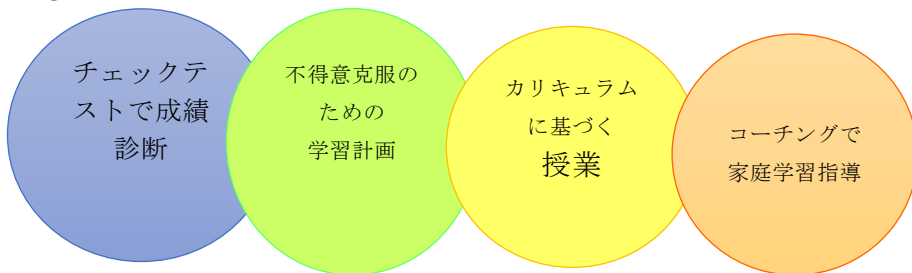 チェックテ
ストで成績
診断
不得意克服の
ための
学習計画
カリキュラム
に基づく
授業
コーチングで
家庭学習指導